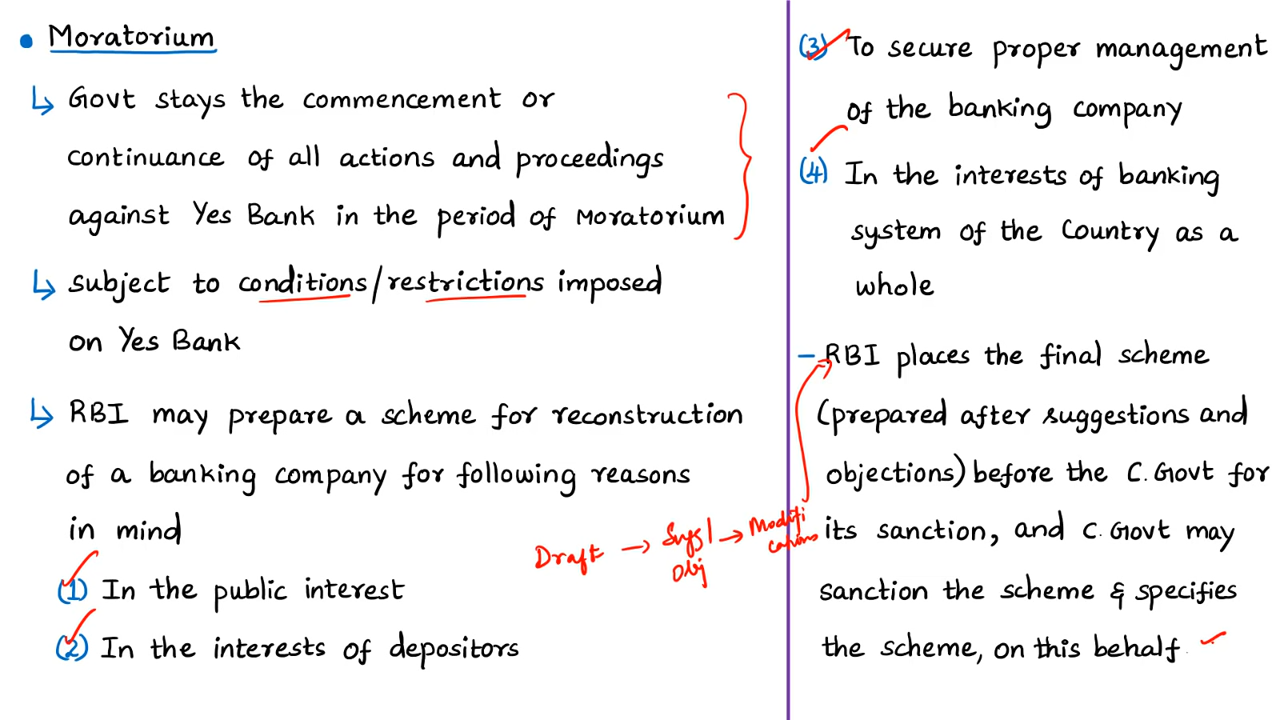 • Moratorium
↳ Govt stays the commencement or
continuance of all actions and proceedings
against Yes Bank in the period of Moratorium
↳ subject to conditions/restrictions imposed
on Yes Bank
↳ RBI may prepare a scheme for reconstruction
of a banking company for following reasons
in mind
(1) In the public interest
(2) In the interests of depositors
Draft → Sugg/ → Modifi
Obj cations
(3) To secure proper management
of the banking company
(4) In the interests of banking
system of the Country as a
whole
– RBI places the final scheme
(prepared after suggestions and
objections) before the C. Govt for
its sanction, and C. Govt may
sanction the scheme & specifies
the scheme, on this behalf